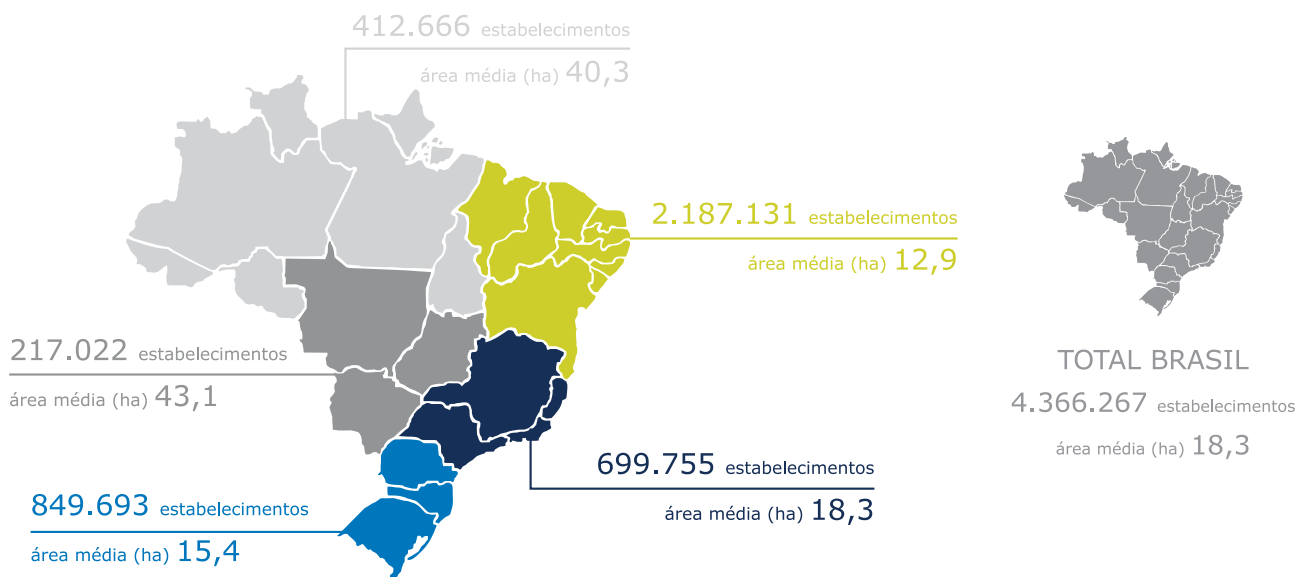 412.666 estabelecimentos
área média (ha) 40,3
2.187.131 estabelecimentos
área média (ha) 12,9
217.022 estabelecimentos
área média (ha) 43,1
699.755 estabelecimentos
área média (ha) 18,3
849.693 estabelecimentos
área média (ha) 15,4
TOTAL BRASIL
4.366.267 estabelecimentos
área média (ha) 18,3